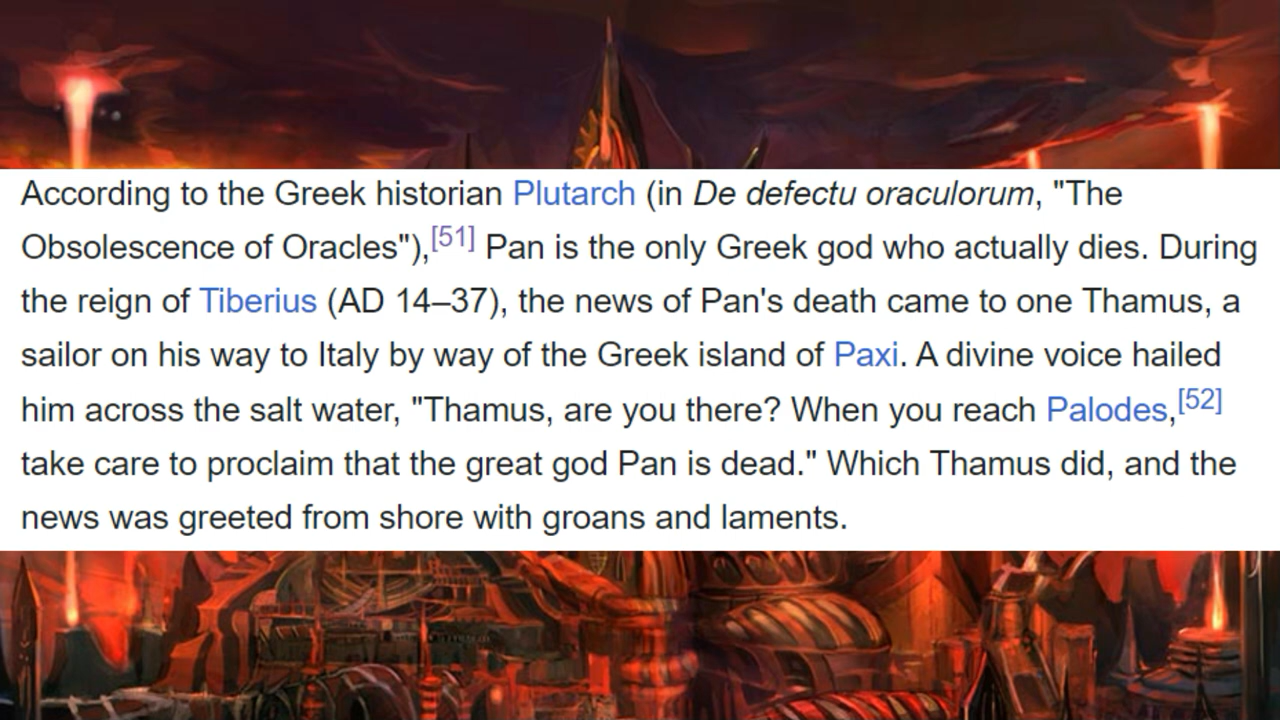 According to the Greek historian Plutarch (in De defectu oraculorum, "The
Obsolescence of Oracles"),[51] Pan is the only Greek god who actually dies. During
the reign of Tiberius (AD 14–37), the news of Pan's death came to one Thamus, a
sailor on his way to Italy by way of the Greek island of Paxi. A divine voice hailed
him across the salt water, "Thamus, are you there? When you reach Palodes,[52]
take care to proclaim that the great god Pan is dead." Which Thamus did, and the
news was greeted from shore with groans and laments.